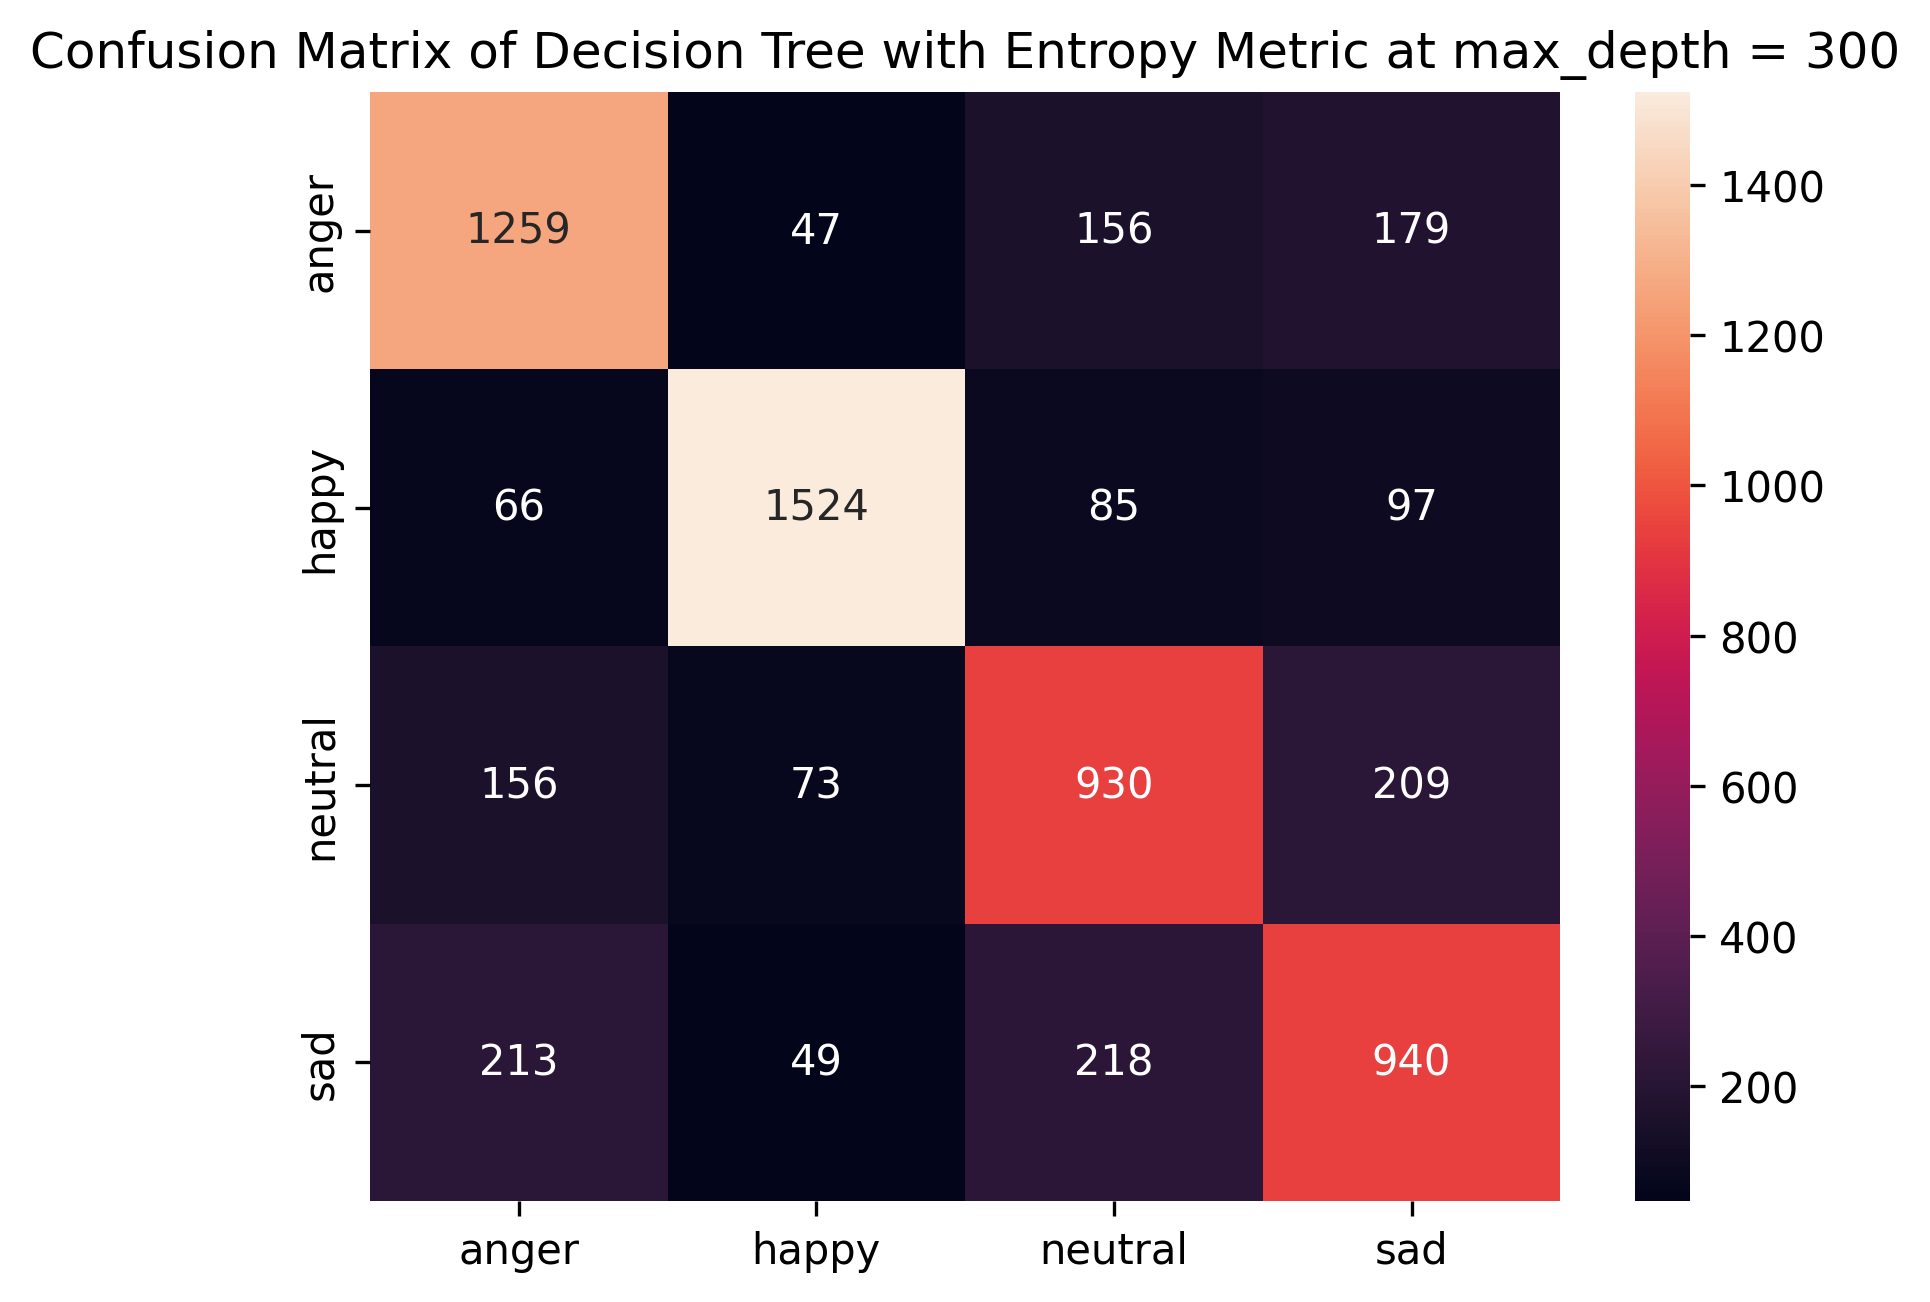 Confusion Matrix of Decision Tree with Entropy Metric at max_depth = 300
anger
1259 47 156 179
happy
66 1524 85 97
neutral
156 73 930 209
sad
213 49 218 940
anger happy neutral sad
1400
1200
1000
800
600
400
200